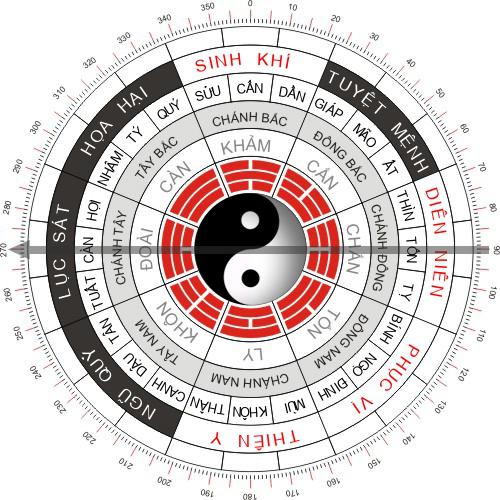 0
10
20
30
40
50
60
70
80
90
100
110
120
130
140
150
160
170
180
190
200
210
220
230
240
250
260
270
280
290
300
310
320
330
340
350
SINH KHÍ
TUYỆT MỆNH
DIÊN NIÊN
PHỤC VỊ
THIÊN Y
NGŨ QUỶ
LỤC SÁT
HOA HẠI
SỬU
CẤN
DẦN
GIÁP
MÃO
ẤT
THÌN
TỐN
TỴ
BÍNH
NGỌ
ĐINH
MÙI
KHÔN
THÂN
CANH
DẬU
TÂN
TUẤT
CÀN
HỢI
NHÂM
TÝ
QUÝ
CHÁNH BẮC
ĐÔNG BẮC
CHÁNH ĐÔNG
ĐÔNG NAM
CHÁNH NAM
TÂY NAM
CHÁNH TÂY
TÂY BẮC
KHẢM
CẤN
CHẤN
TỐN
LY
KHÔN
ĐOÀI
CÀN